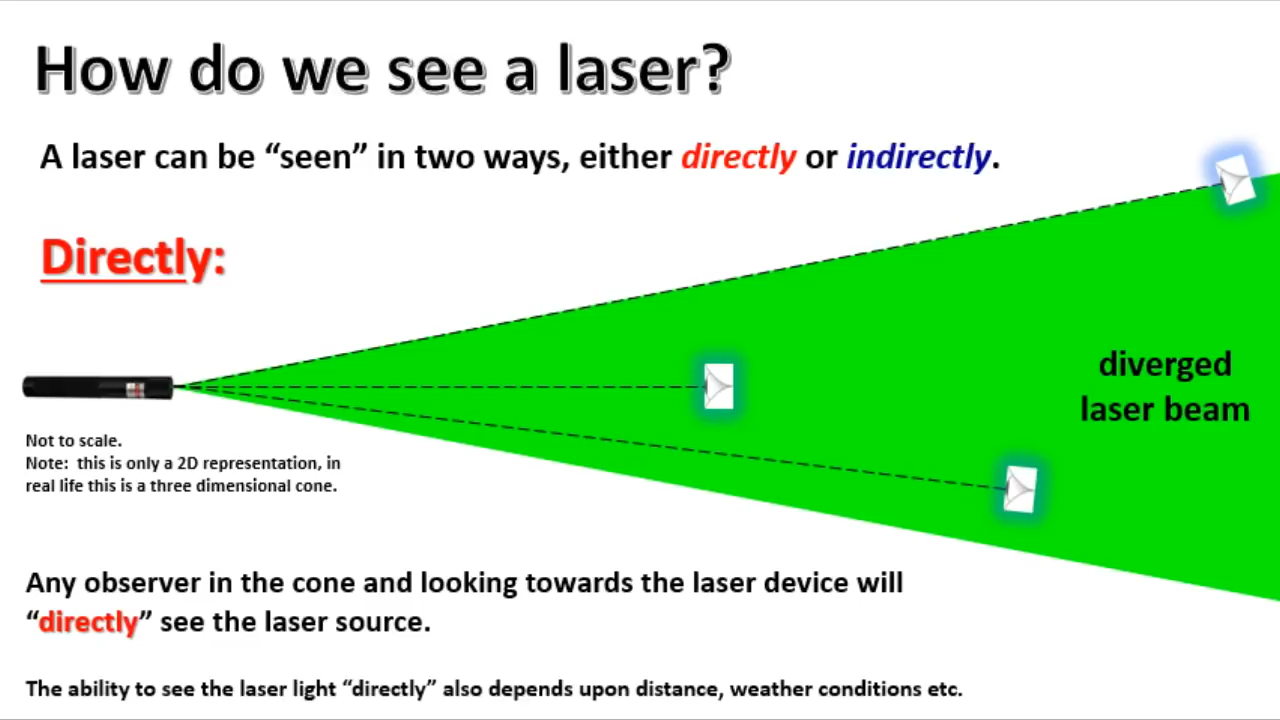 How do we see a laser?
A laser can be “seen” in two ways, either directly or indirectly.
Directly:
diverged
laser beam
Not to scale.
Note:  this is only a 2D representation, in
real life this is a three dimensional cone.
Any observer in the cone and looking towards the laser device will
“directly” see the laser source.
The ability to see the laser light “directly” also depends upon distance, weather conditions etc.